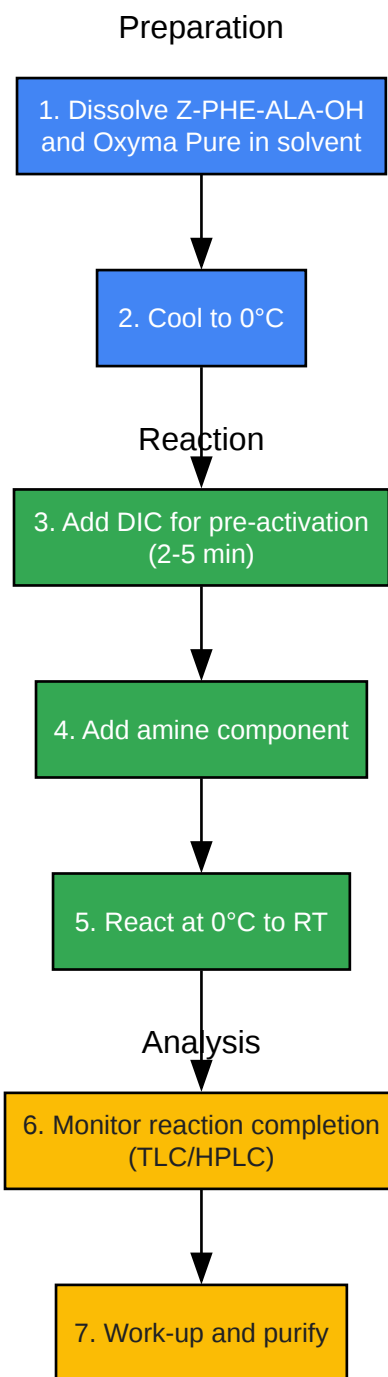 Preparation
1. Dissolve Z-PHE-ALA-OH
and Oxyma Pure in solvent
2. Cool to 0°C
Reaction
3. Add DIC for pre-activation
(2-5 min)
4. Add amine component
5. React at 0°C to RT
Analysis
6. Monitor reaction completion
(TLC/HPLC)
7. Work-up and purify